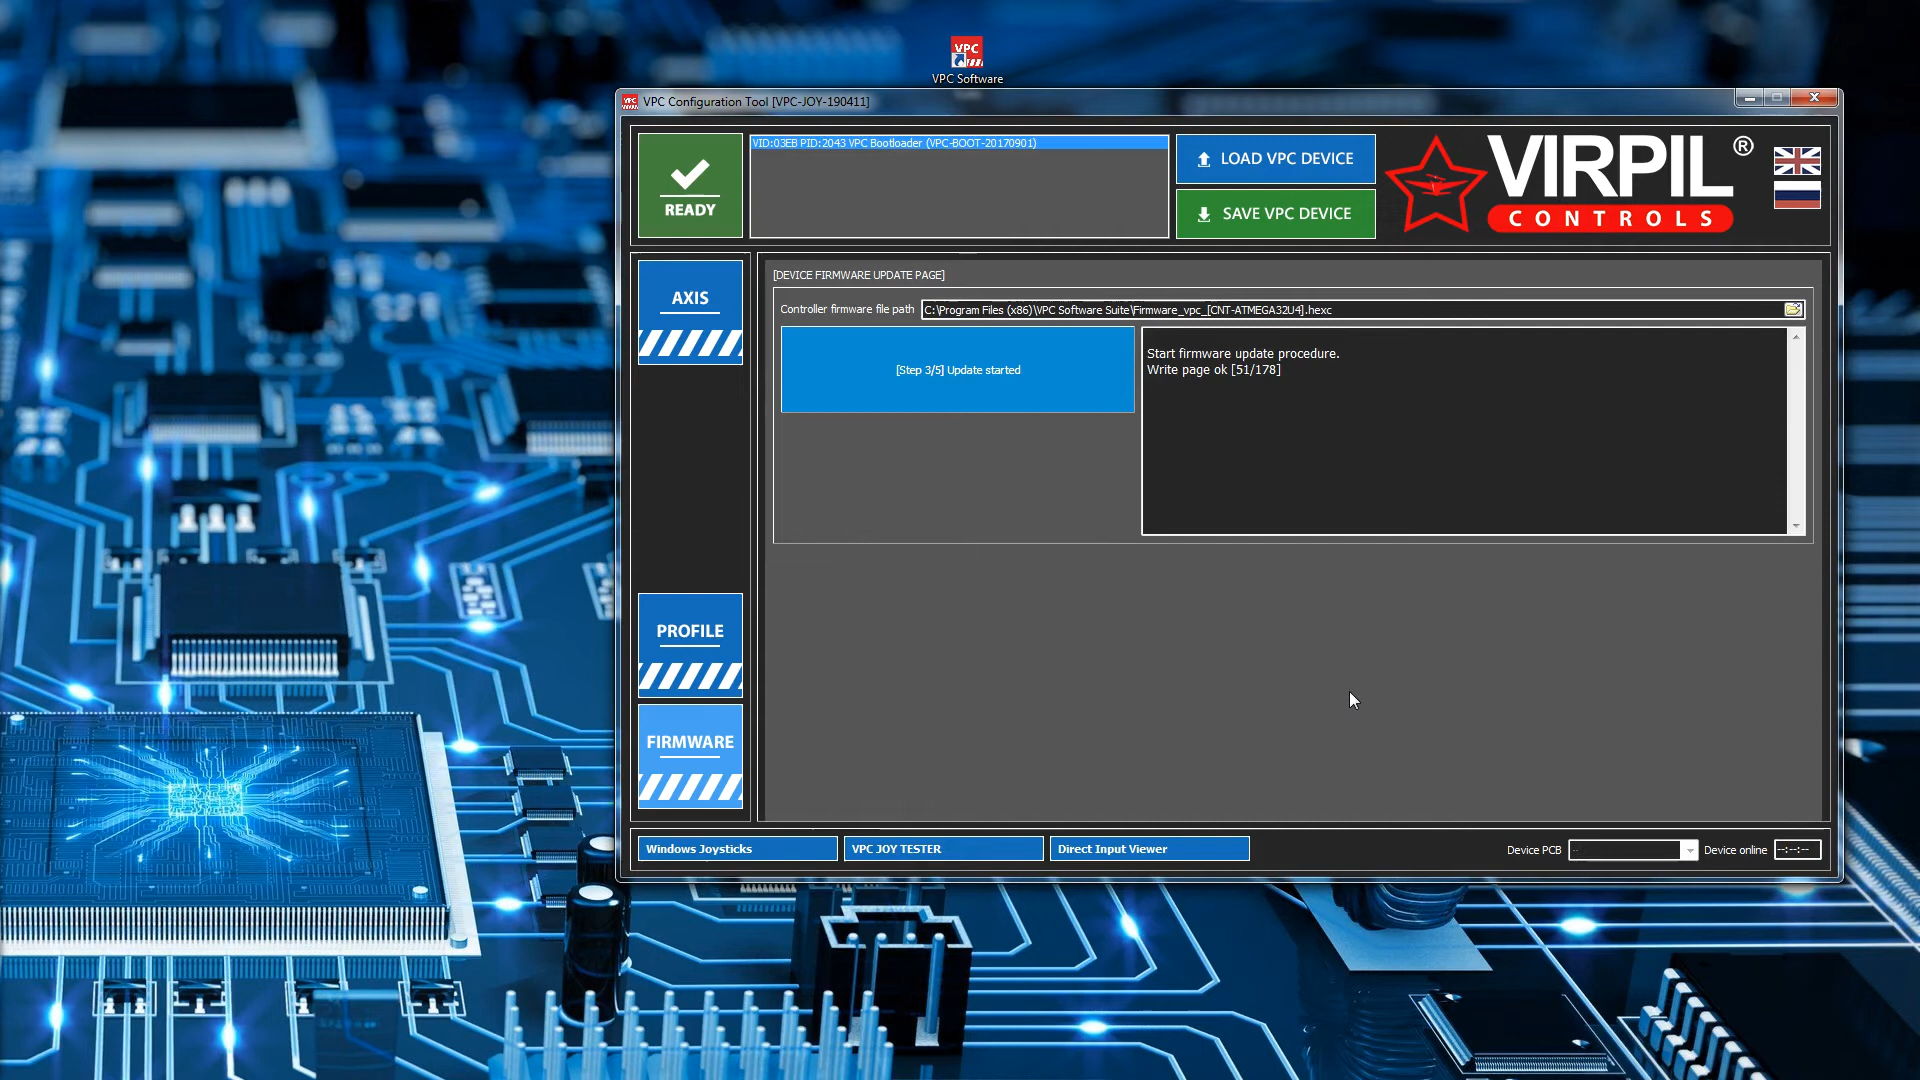 VPC
VPC Software
VPC Configuration Tool [VPC-JOY-190411]
READY
VID:03EB PID:2043 VPC Bootloader (VPC-BOOT-20170901)
LOAD VPC DEVICE
SAVE VPC DEVICE
VIRPIL ®
CONTROLS
AXIS
[DEVICE FIRMWARE UPDATE PAGE]
Controller firmware file path C:\Program Files (x86)\VPC Software Suite\Firmware_vpc_[CNT-ATMEGA32U4].hexc
[Step 3/5] Update started
Start firmware update procedure.
Write page ok [51/178]
PROFILE
FIRMWARE
Windows Joysticks
VPC JOY TESTER
Direct Input Viewer
Device PCB --
Device online --:--:--